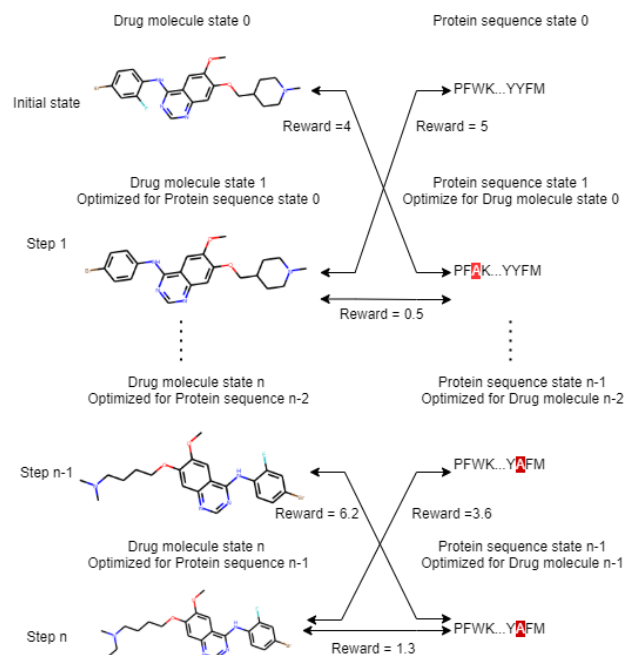 Drug molecule state 0
Protein sequence state 0
Initial state
PFWK...YYFM
Reward = 4
Reward = 5
Drug molecule state 1
Optimized for Protein sequence state 0
Protein sequence state 1
Optimize for Drug molecule state 0
Step 1
PFAK...YYFM
Reward = 0.5
Drug molecule state n
Optimized for Protein sequence n-2
Protein sequence state n-1
Optimized for Drug molecule n-2
Step n-1
PFWK...YAFM
Reward = 6.2
Reward =3.6
Drug molecule state n
Optimized for Protein sequence n-1
Protein sequence state n-1
Optimized for Drug molecule n-1
Step n
PFWK...YAFM
Reward = 1.3